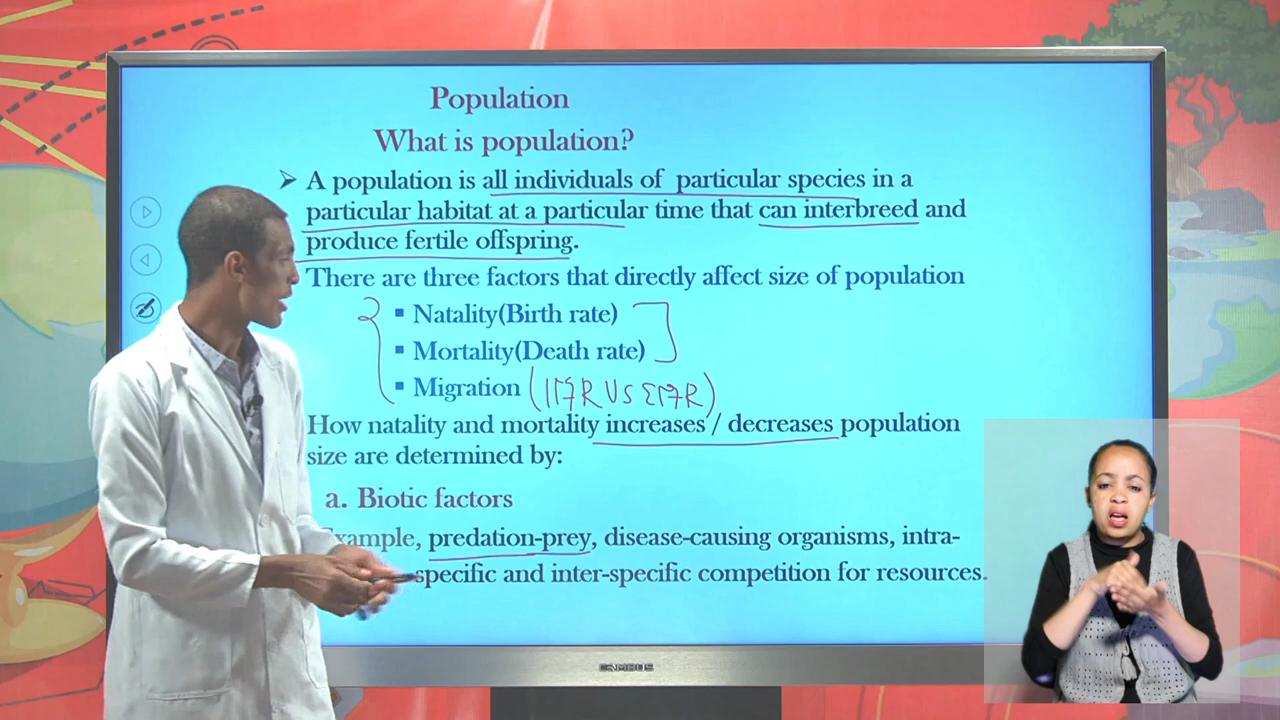 Population
What is population?
➤ A population is all individuals of particular species in a
particular habitat at a particular time that can interbreed and
produce fertile offspring.
There are three factors that directly affect size of population
▪ Natality(Birth rate)
▪ Mortality(Death rate)
▪ Migration
How natality and mortality increases / decreases population
size are determined by:
a. Biotic factors
xample, predation-prey, disease-causing organisms, intra-
specific and inter-specific competition for resources.